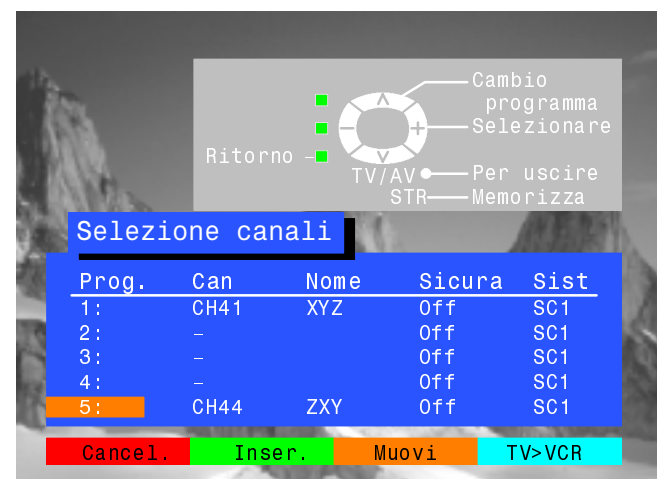 Cambio
programma
Selezionare
Ritorno
TV/AV Per uscire
STR Memorizza
Selezione canali
Prog. Can Nome Sicura Sist
1: CH41 XYZ Off SC1
2: – Off SC1
3: – Off SC1
4: – Off SC1
5: CH44 ZXY Off SC1
Cancel. Inser. Muovi TV>VCR